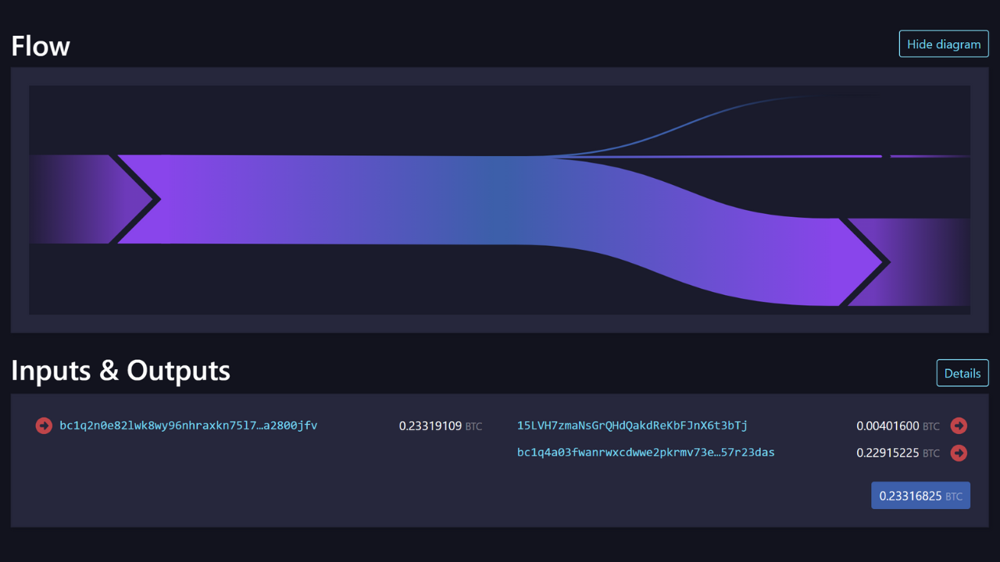 Flow
Hide diagram
Inputs & Outputs
Details
bc1q2n0e82lwk8wy96nhraxkn75l7…a2800jfv 0.23319109 BTC
15LVH7zmaNsGrQHdQakdReKbFJnX6t3bTj 0.00401600 BTC
bc1q4a03fwanrwxcdwwe2pkrmv73e…57r23das 0.22915225 BTC
0.23316825 BTC